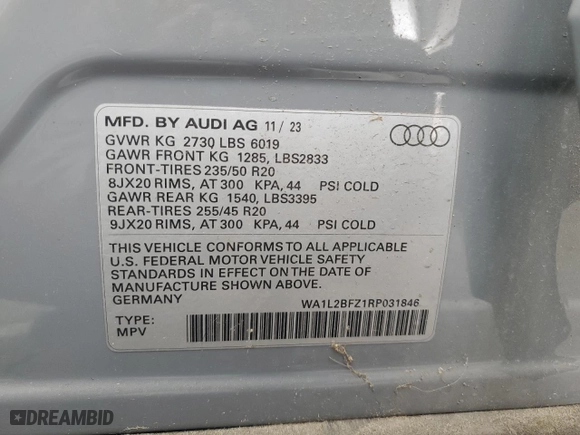 MFD. BY AUDI AG 11/23
GVWR KG 2730 LBS 6019
GAWR FRONT KG 1285, LBS2833
FRONT-TIRES 235/50 R20
8JX20 RIMS, AT 300 KPA, 44 PSI COLD
GAWR REAR KG 1540, LBS3395
REAR-TIRES 255/45 R20
9JX20 RIMS, AT 300 KPA, 44 PSI COLD
THIS VEHICLE CONFORMS TO ALL APPLICABLE
U.S. FEDERAL MOTOR VEHICLE SAFETY
STANDARDS IN EFFECT ON THE DATE OF
MANUFACTURE SHOWN ABOVE.
GERMANY WA1L2BFZ1RP031846
TYPE:
MPV
DREAMBID